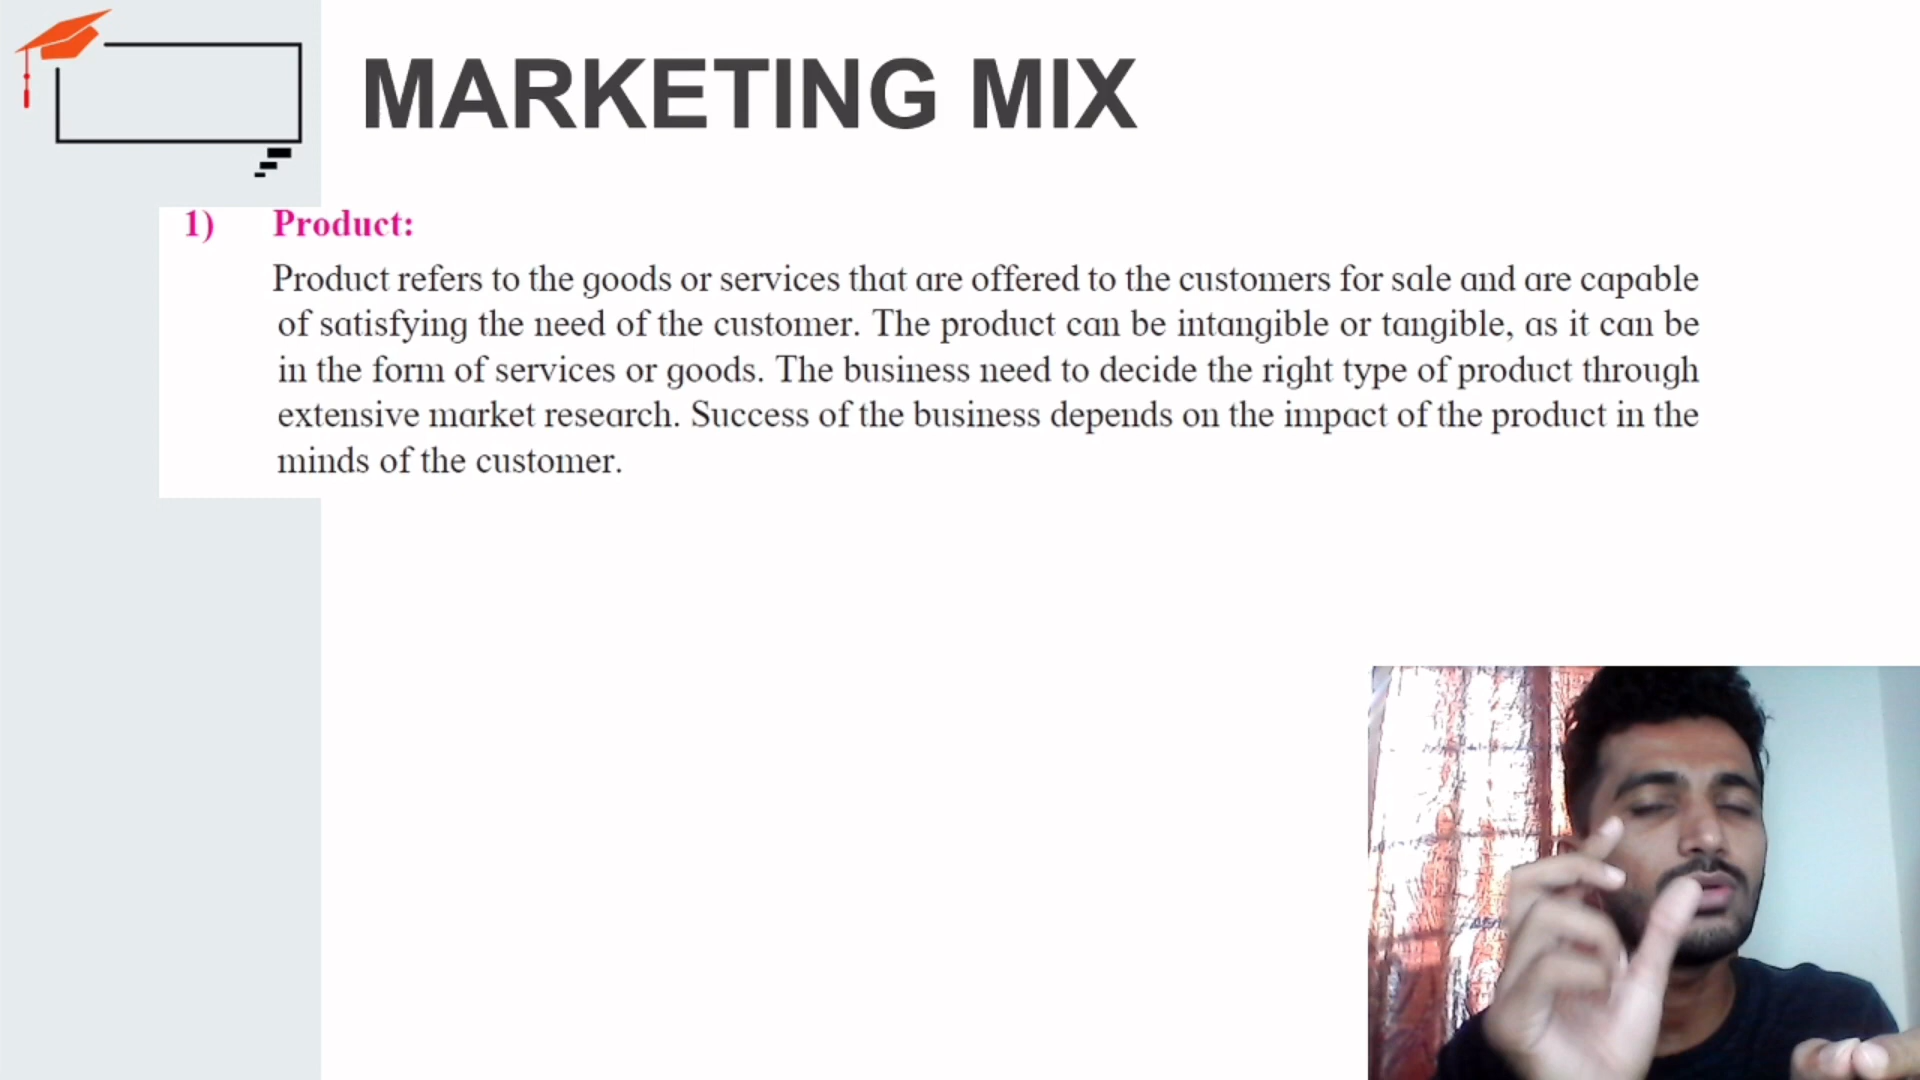 MARKETING MIX
1) Product:
Product refers to the goods or services that are offered to the customers for sale and are capable
of satisfying the need of the customer. The product can be intangible or tangible, as it can be
in the form of services or goods. The business need to decide the right type of product through
extensive market research. Success of the business depends on the impact of the product in the
minds of the customer.